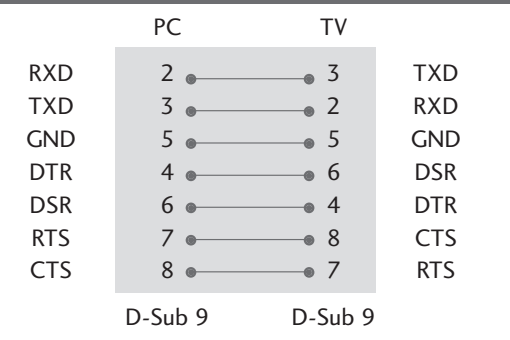 PC TV
RXD 2 3 TXD
TXD 3 2 RXD
GND 5 5 GND
DTR 4 6 DSR
DSR 6 4 DTR
RTS 7 8 CTS
CTS 8 7 RTS
D-Sub 9 D-Sub 9